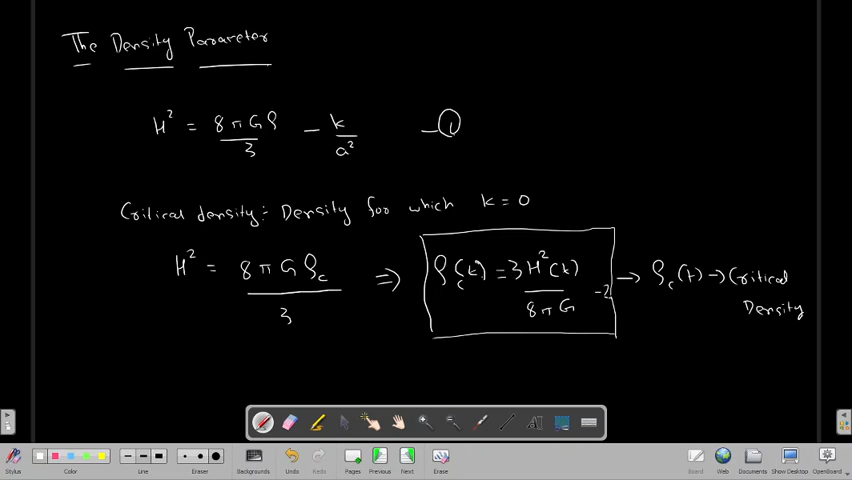 The Density Parameter
H² = 8πGρ/3 − k/a² — ①
Critical density:- Density for which k = 0
H² = 8πGρc/3 ⇒ ρc(t) = 3H²(t)/8πG -2 → ρc(t) → Critical
Density
Stylus
Color
Line
Eraser
Backgrounds
Undo
Redo
Pages
Previous
Next
Erase
Board
Web
Documents
Show Desktop
OpenBoard